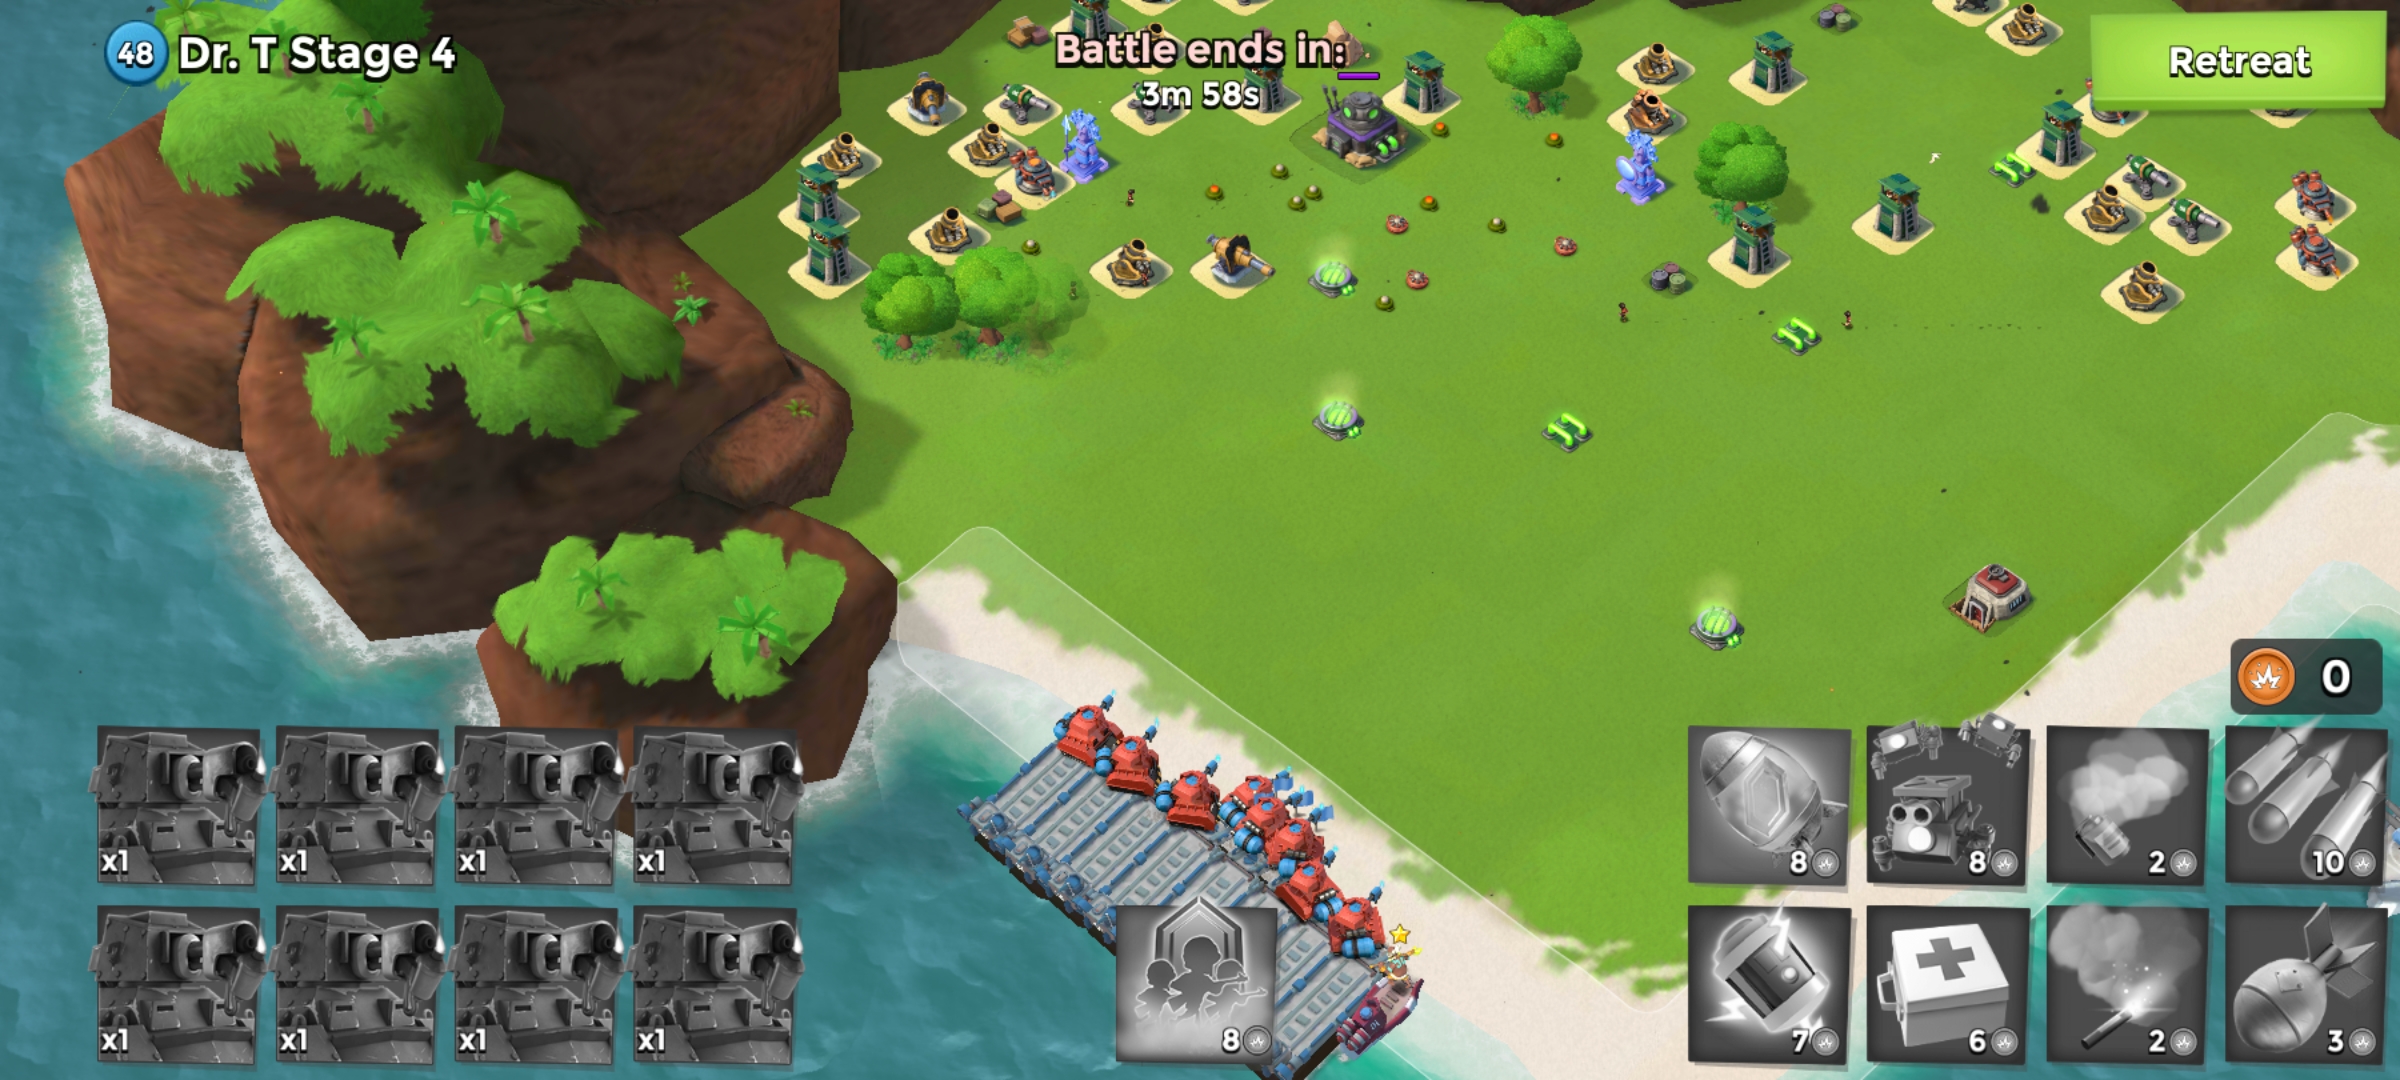 48 Dr. T Stage 4
Battle ends in:
3m 58s
Retreat
0
x1 x1 x1 x1
8 8 2 10
x1 x1 x1 x1
8
7 6 2 3